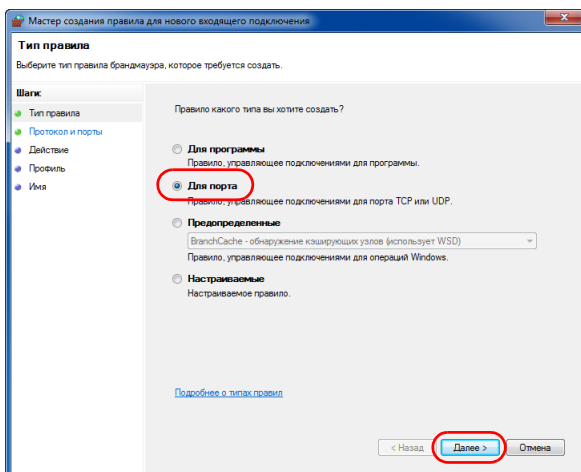 Мастер создания правила для нового входящего подключения
Тип правила
Выберите тип правила брандмауэра, которое требуется создать.
Шаги:
Тип правила
Протокол и порты
Действие
Профиль
Имя
Правило какого типа вы хотите создать?
Для программы
Правило, управляющее подключениями для программы.
Для порта
Правило, управляющее подключениями для порта TCP или UDP.
Предопределенные
BranchCache - обнаружение кэширующих узлов (использует WSD)
Правило, управляющее подключениями для операций Windows.
Настраиваемые
Настраиваемое правило.
Подробнее о типах правил
< Назад
Далее >
Отмена